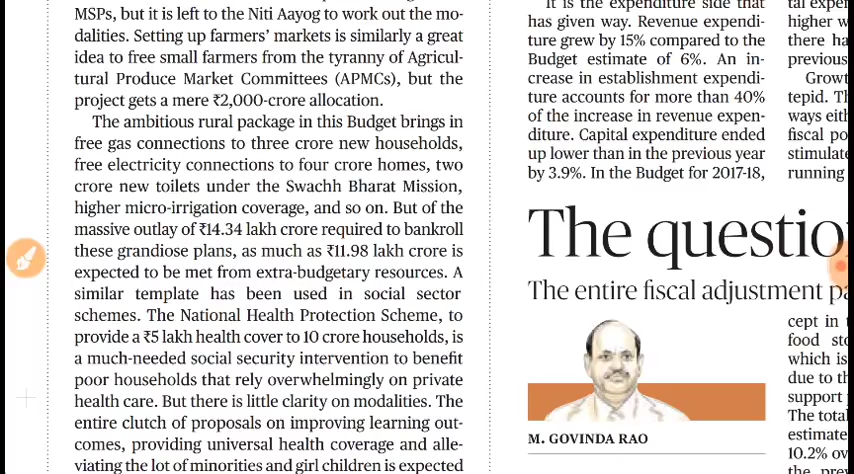 MSPs, but it is left to the Niti Aayog to work out the mo-
dalities. Setting up farmers' markets is similarly a great
idea to free small farmers from the tyranny of Agricul-
tural Produce Market Committees (APMCs), but the
project gets a mere ₹2,000-crore allocation.
The ambitious rural package in this Budget brings in
free gas connections to three crore new households,
free electricity connections to four crore homes, two
crore new toilets under the Swachh Bharat Mission,
higher micro-irrigation coverage, and so on. But of the
massive outlay of ₹14.34 lakh crore required to bankroll
these grandiose plans, as much as ₹11.98 lakh crore is
expected to be met from extra-budgetary resources. A
similar template has been used in social sector
schemes. The National Health Protection Scheme, to
provide a ₹5 lakh health cover to 10 crore households, is
a much-needed social security intervention to benefit
poor households that rely overwhelmingly on private
health care. But there is little clarity on modalities. The
entire clutch of proposals on improving learning out-
comes, providing universal health coverage and alle-
viating the lot of minorities and girl children is expected
It is the expenditure side that
has given way. Revenue expendi-
ture grew by 15% compared to the
Budget estimate of 6%. An in-
crease in establishment expendi-
ture accounts for more than 40%
of the increase in revenue expen-
diture. Capital expenditure ended
up lower than in the previous year
by 3.9%. In the Budget for 2017-18,
tal exper
higher w
there ha
previous
Growt
tepid. Th
ways eith
fiscal po
stimulate
running
The questio
The entire fiscal adjustment pa
M. GOVINDA RAO
cept in
food sto
which is
due to th
support
The total
estimate
10.2% ov
the prev